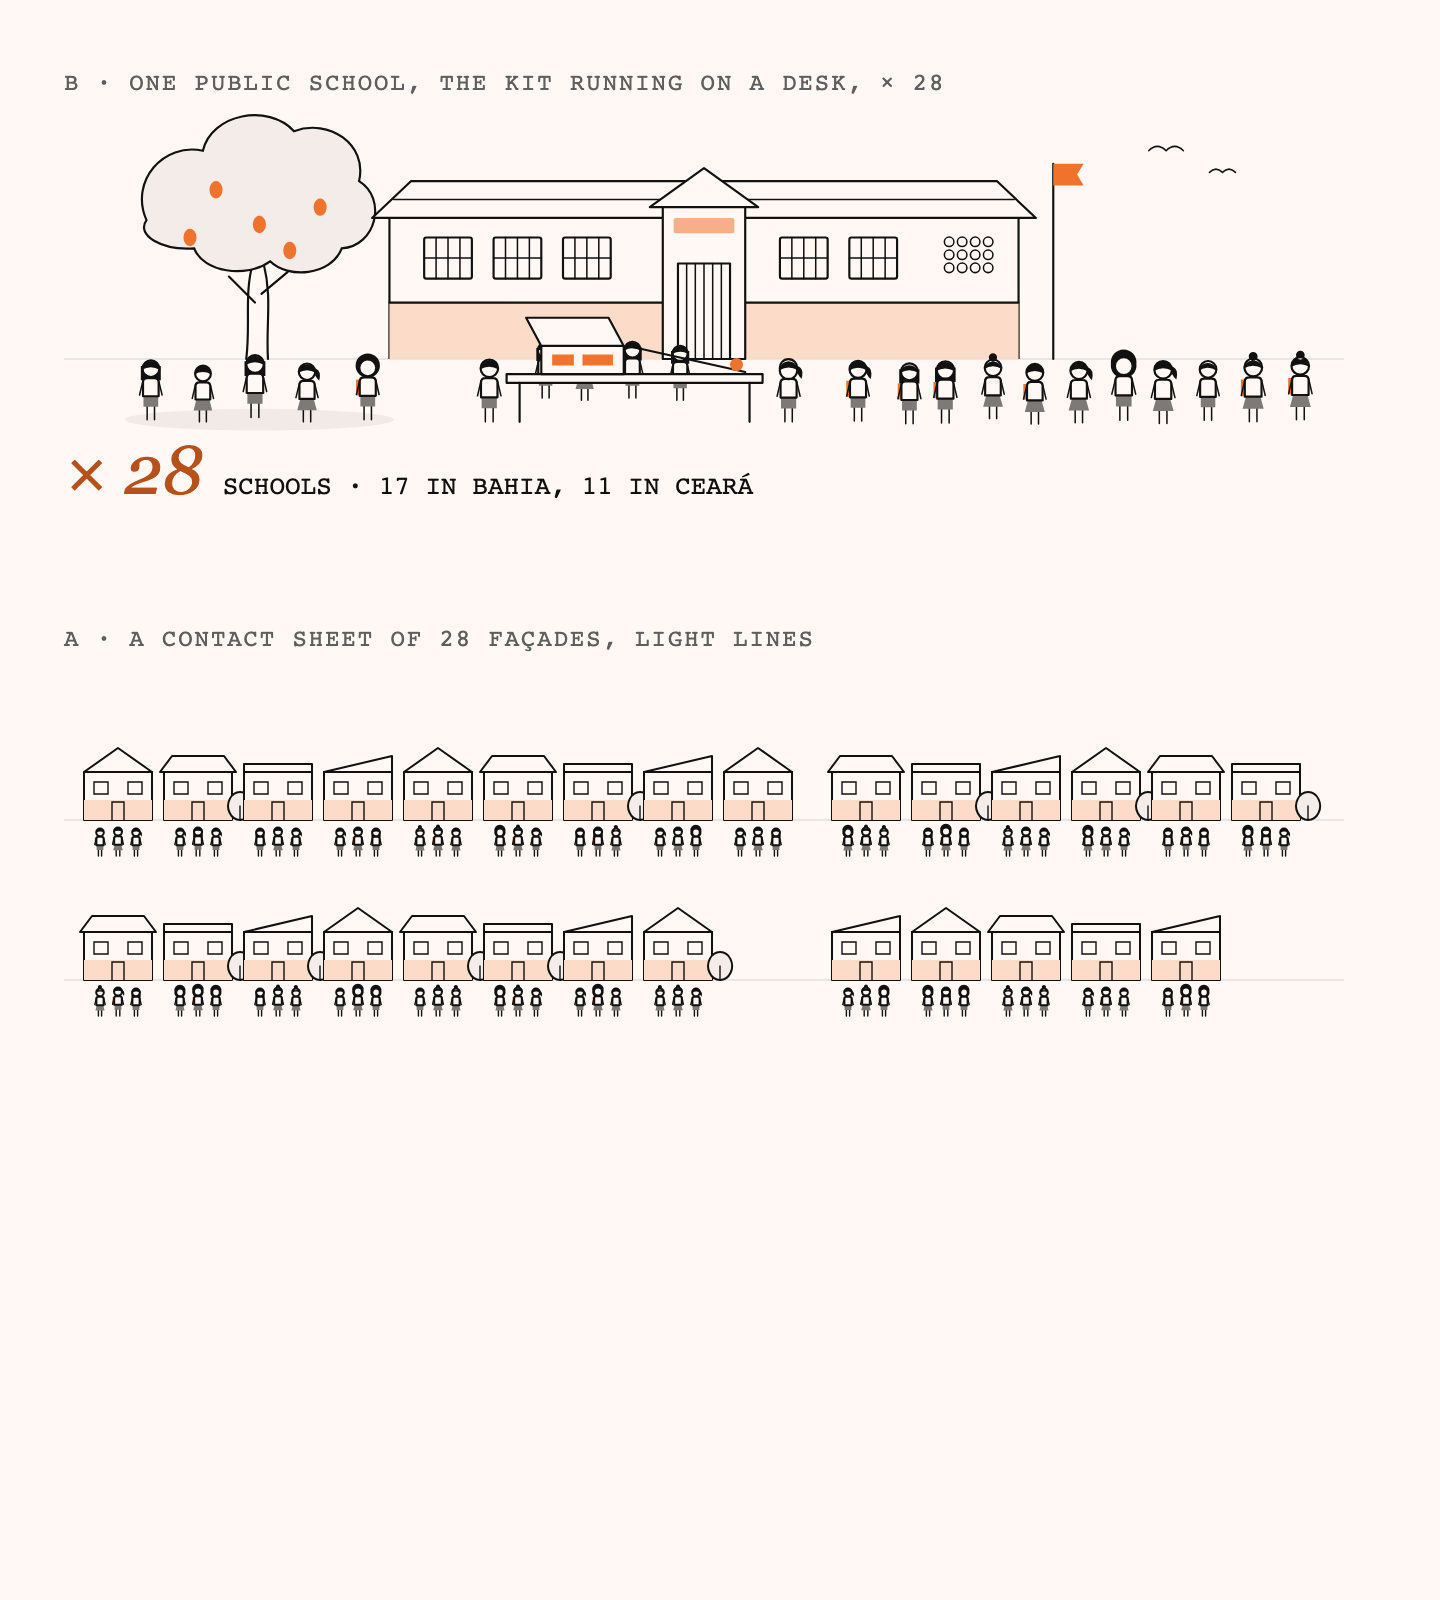 B · ONE PUBLIC SCHOOL, THE KIT RUNNING ON A DESK, × 28
× 28 SCHOOLS · 17 IN BAHIA, 11 IN CEARÁ
A · A CONTACT SHEET OF 28 FAÇADES, LIGHT LINES